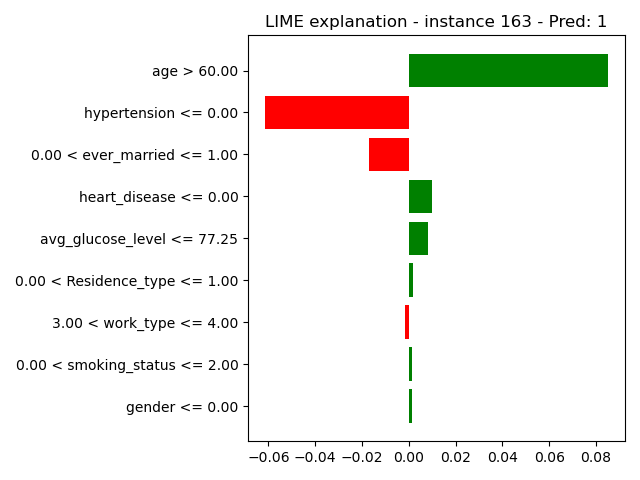 LIME explanation - instance 163 - Pred: 1
age > 60.00
hypertension <= 0.00
0.00 < ever_married <= 1.00
heart_disease <= 0.00
avg_glucose_level <= 77.25
0.00 < Residence_type <= 1.00
3.00 < work_type <= 4.00
0.00 < smoking_status <= 2.00
gender <= 0.00
−0.06 −0.04 −0.02 0.00 0.02 0.04 0.06 0.08